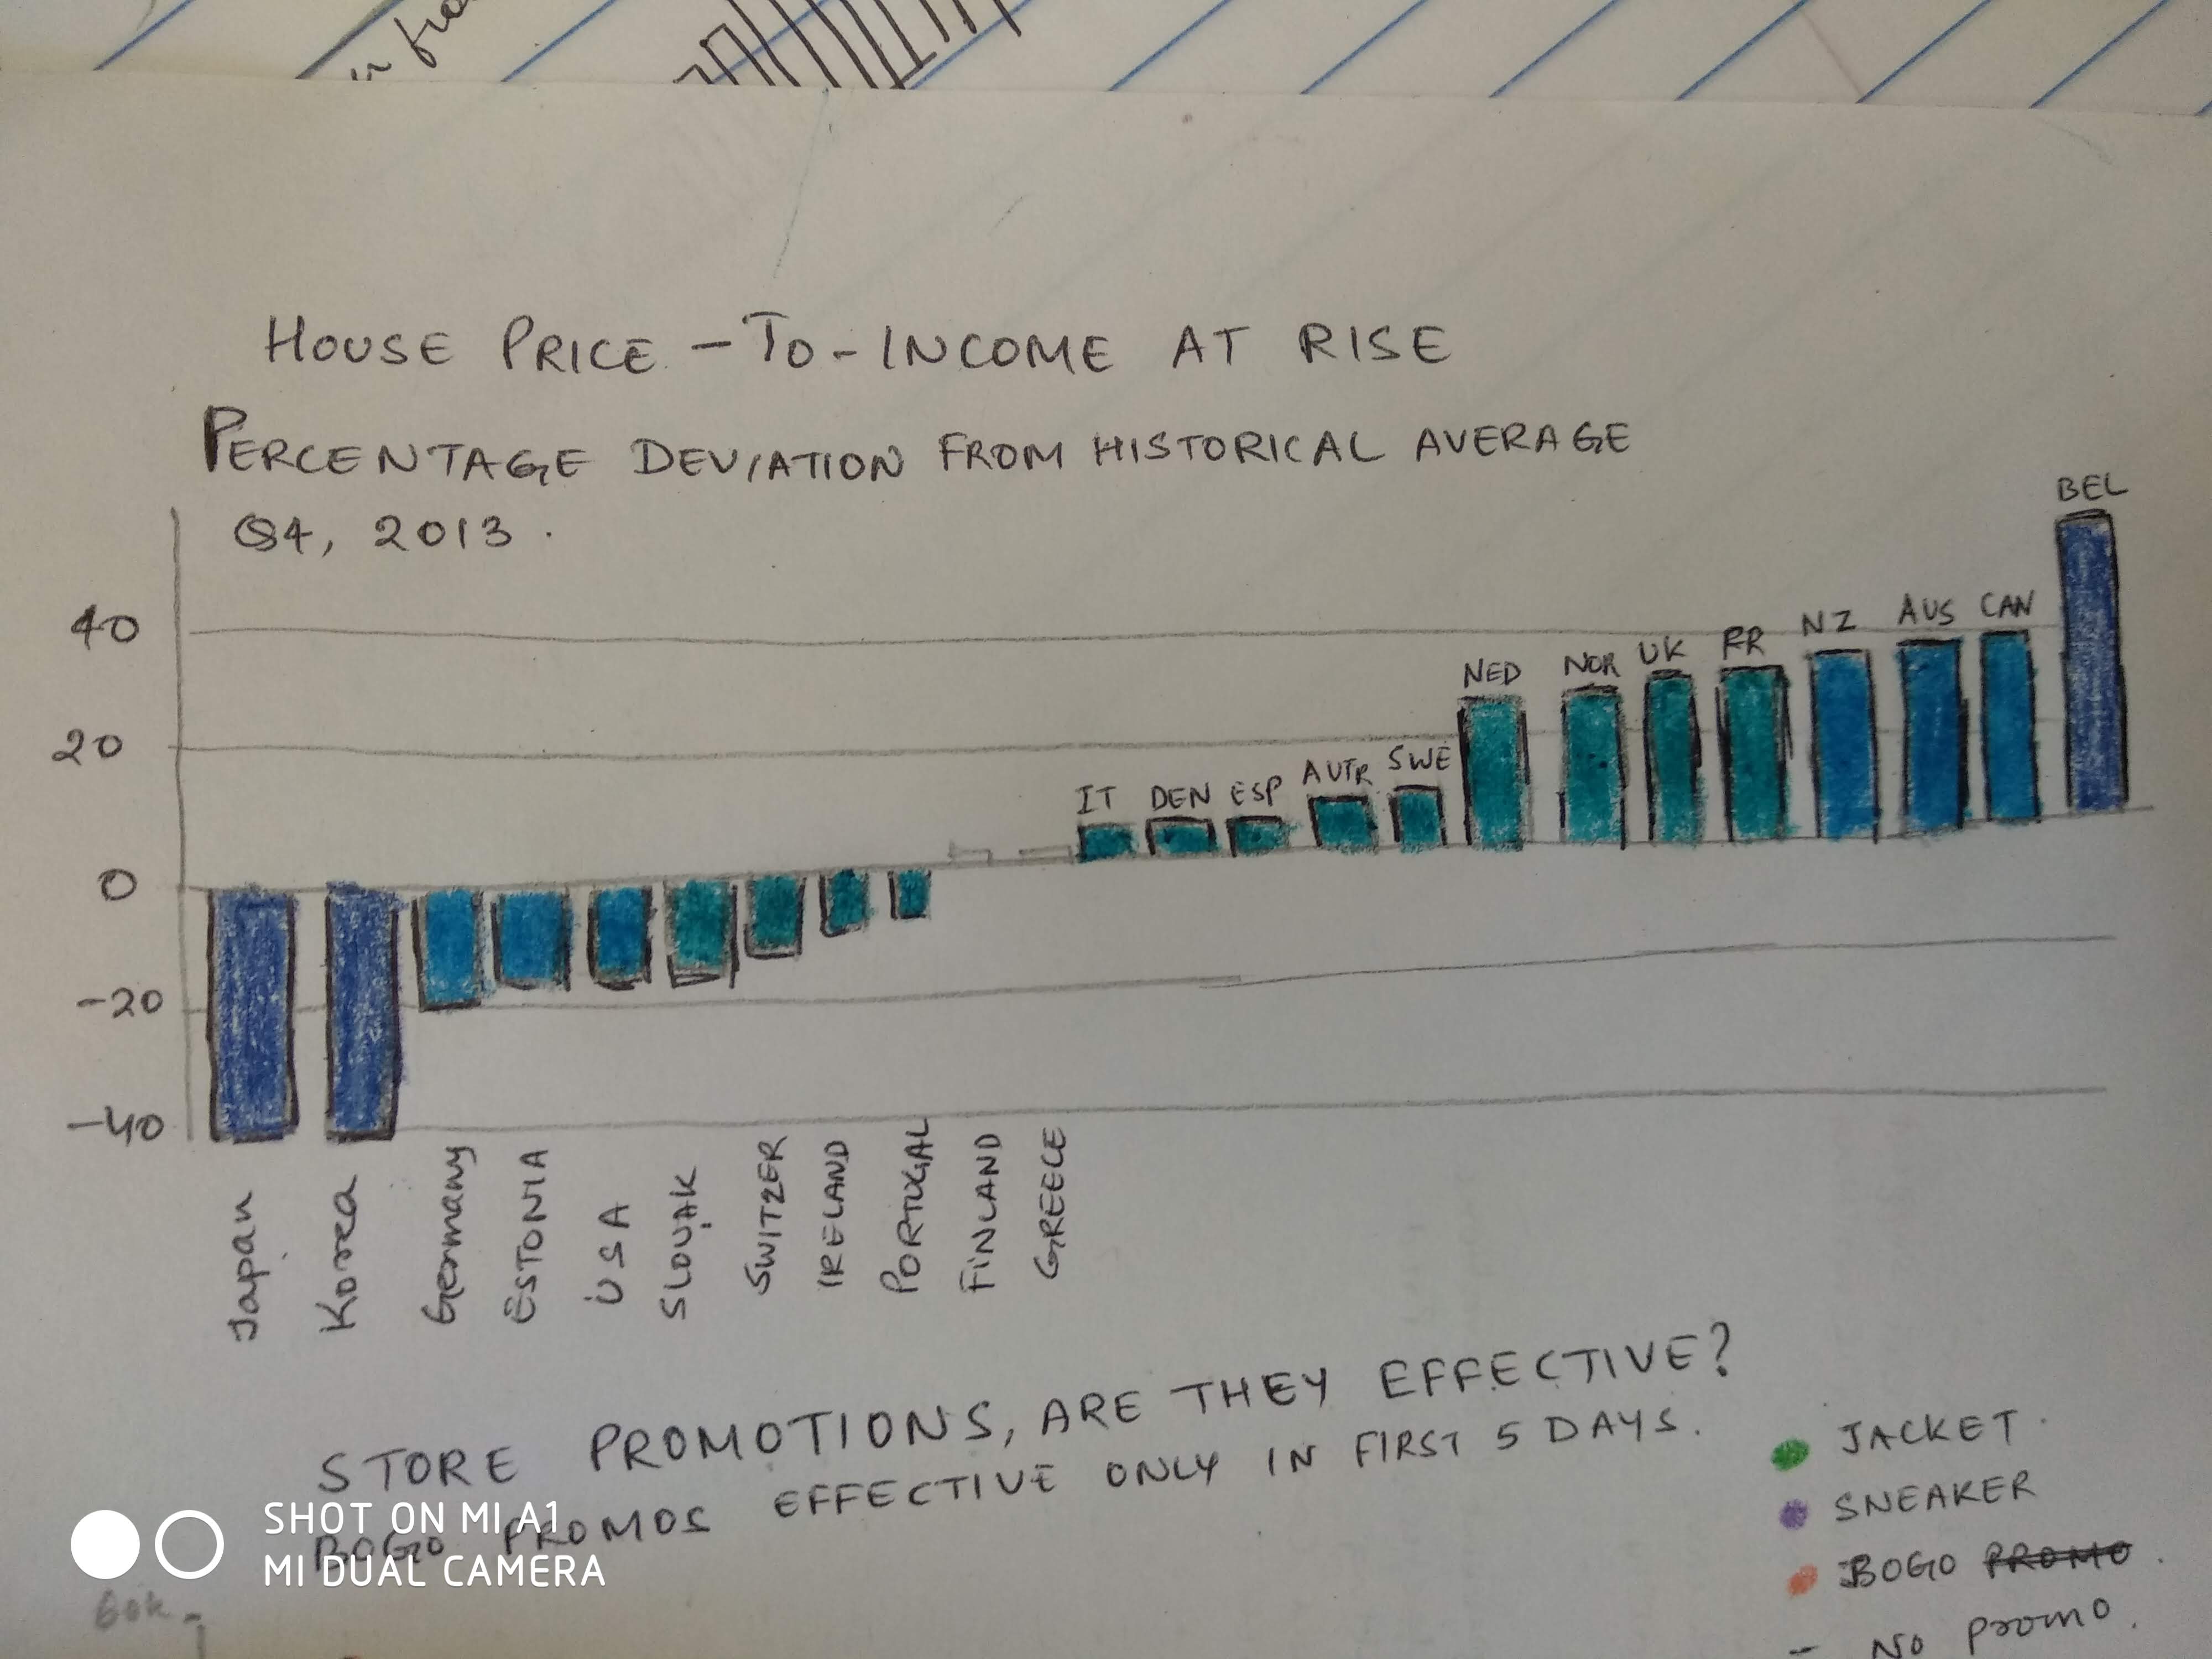 in fro
HOUSE PRICE - TO - INCOME AT RISE
PERCENTAGE DEVIATION FROM HISTORICAL AVERAGE
Q4, 2013.
BEL
40
NZ AUS CAN
NED NOR UK FR
20
IT DEN ESP AUTR SWE
0
-20
-40
Japan
Korea
Germany
ESTONIA
USA
SLOVAK
SWITZER
IRELAND
PORTUGAL
FINLAND
GREECE
STORE PROMOTIONS, ARE THEY EFFECTIVE?
BOGO PROMOS EFFECTIVE ONLY IN FIRST 5 DAYS.
JACKET.
SNEAKER
BOGO PROMO.
- No promo.
SHOT ON MI A1
MI DUAL CAMERA
60k -